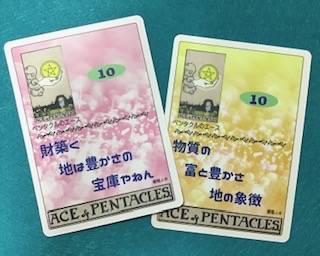 10
ペンタクルのエース
財築く
地は豊かさの
宝庫やねん
ACE of PENTACLES
10
ペンタクルのエース
物質の
富と豊かさ
地の象徴
ACE of PENTACLES